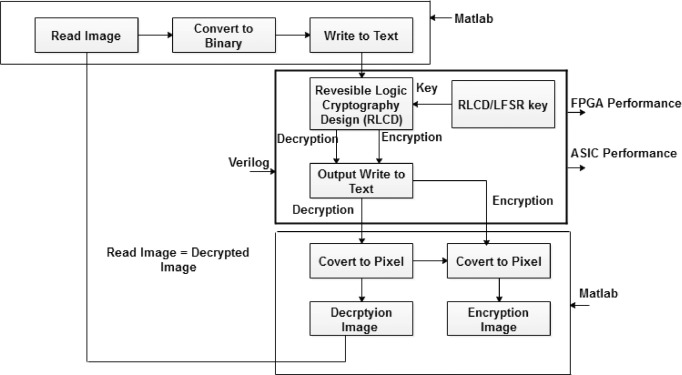 Read Image
Convert to
Binary
Write to Text
Matlab
Revesible Logic
Cryptography
Design (RLCD)
Key
RLCD/LFSR key
FPGA Performance
Decryption
Encryption
ASIC Performance
Verilog
Output Write to
Text
Decryption
Encryption
Read Image = Decrypted
Image
Covert to Pixel
Covert to Pixel
Matlab
Decrptyion
Image
Encryption
Image